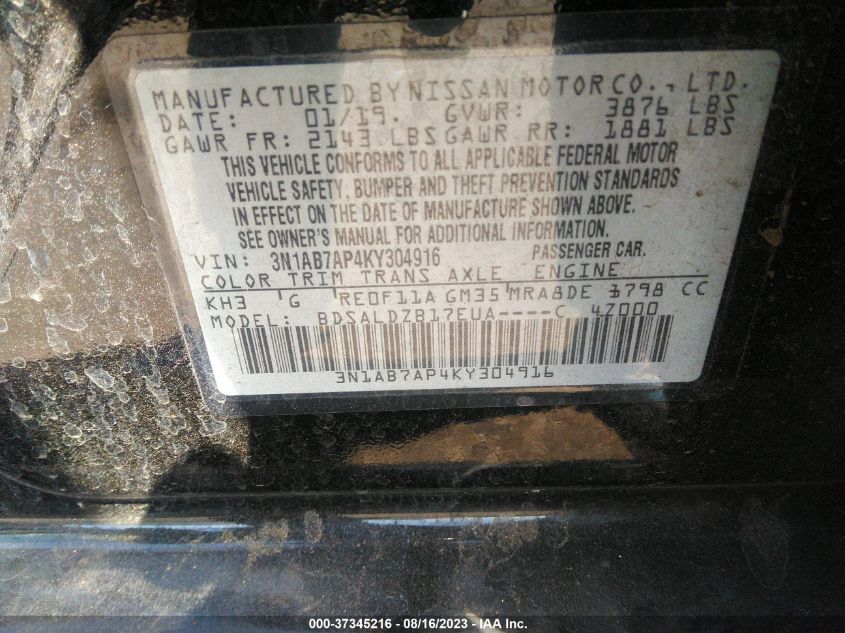 MANUFACTURED BY NISSAN MOTOR CO., LTD.
DATE: 01/19. GVWR: 3876 LBS
GAWR FR: 2143 LBS GAWR RR: 1881 LBS
THIS VEHICLE CONFORMS TO ALL APPLICABLE FEDERAL MOTOR
VEHICLE SAFETY, BUMPER AND THEFT PREVENTION STANDARDS
IN EFFECT ON THE DATE OF MANUFACTURE SHOWN ABOVE.
SEE OWNER'S MANUAL FOR ADDITIONAL INFORMATION.
VIN: 3N1AB7AP4KY304916 PASSENGER CAR.
COLOR TRIM TRANS AXLE ENGINE
KH3 G RE0F11A GM35 MRA8DE 1798 CC
MODEL: BDSALDZB17EUA----C 4Z000
3N1AB7AP4KY304916
000-37345216 - 08/16/2023 - © IAA Inc.